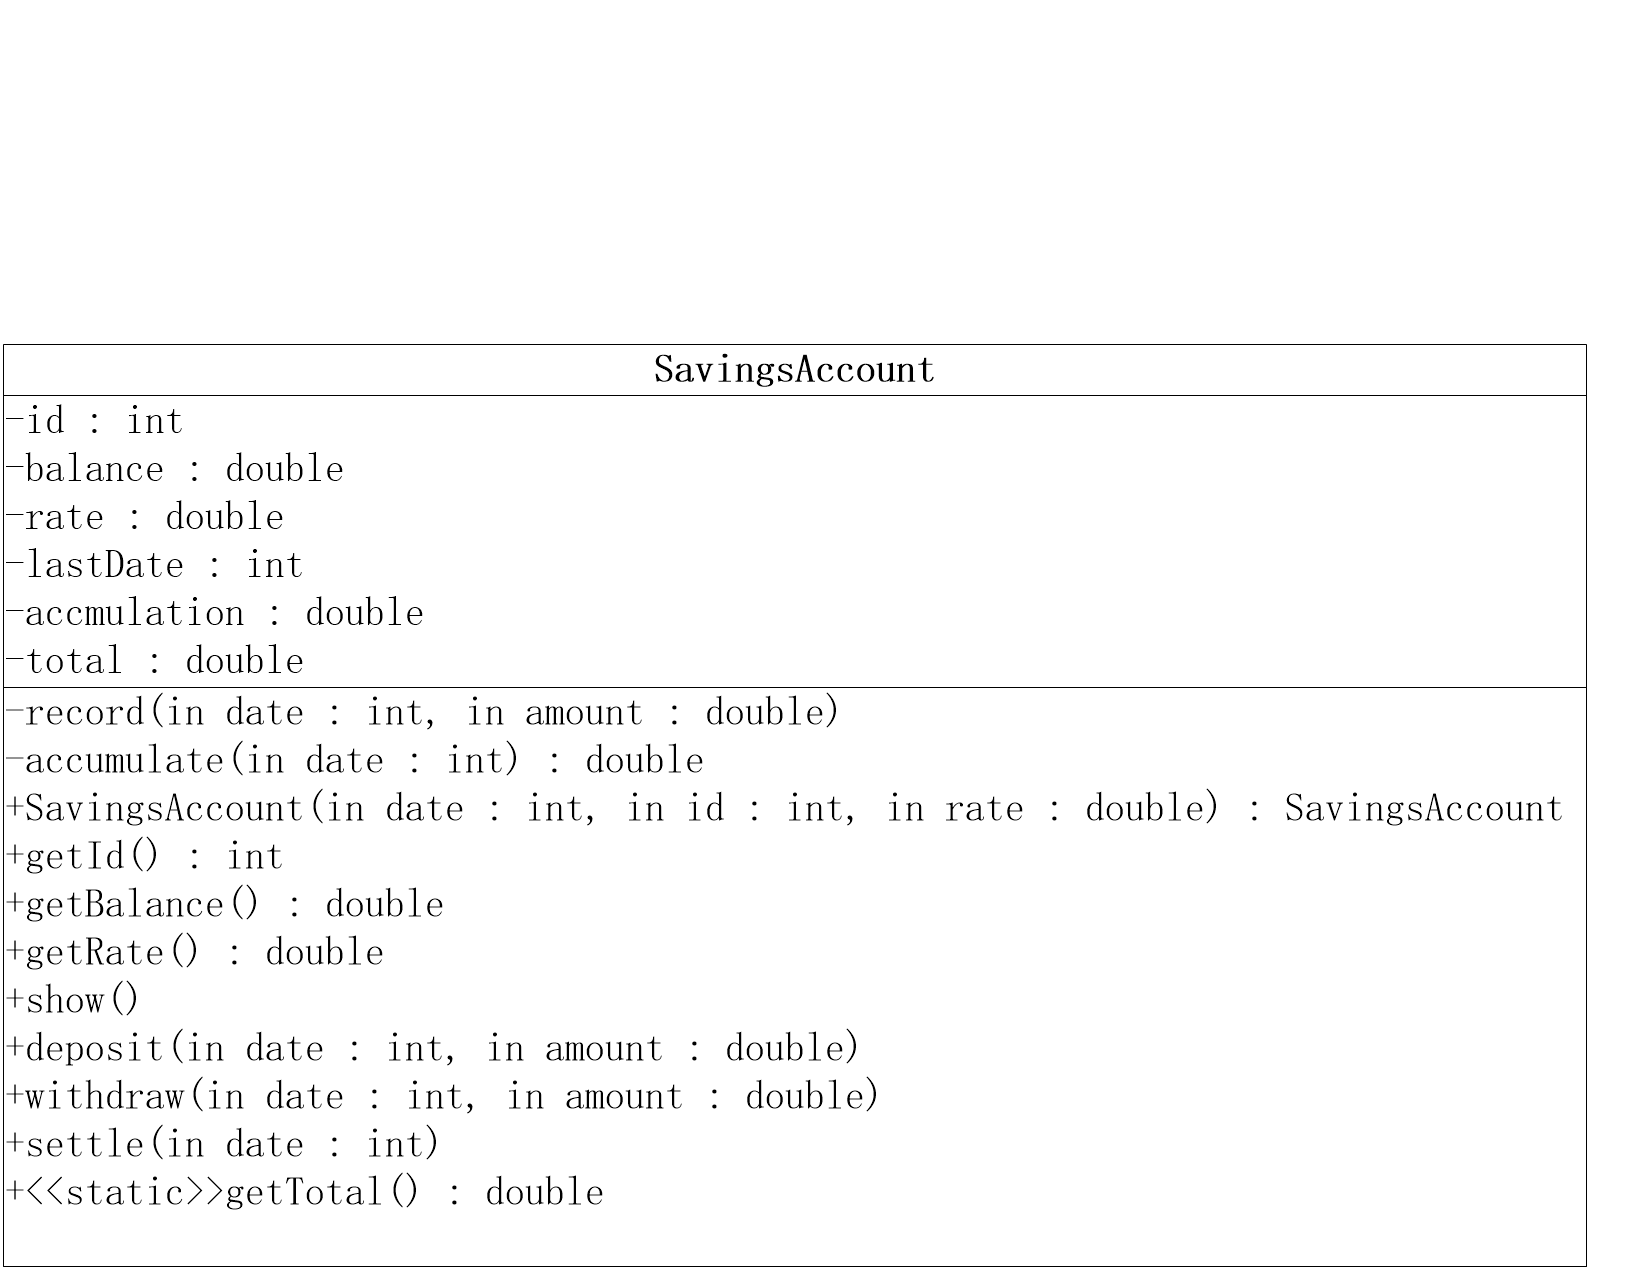 SavingsAccount
-id : int
-balance : double
-rate : double
-lastDate : int
-accmulation : double
-total : double
-record(in date : int, in amount : double)
-accumulate(in date : int) : double
+SavingsAccount(in date : int, in id : int, in rate : double) : SavingsAccount
+getId() : int
+getBalance() : double
+getRate() : double
+show()
+deposit(in date : int, in amount : double)
+withdraw(in date : int, in amount : double)
+settle(in date : int)
+<<static>>getTotal() : double